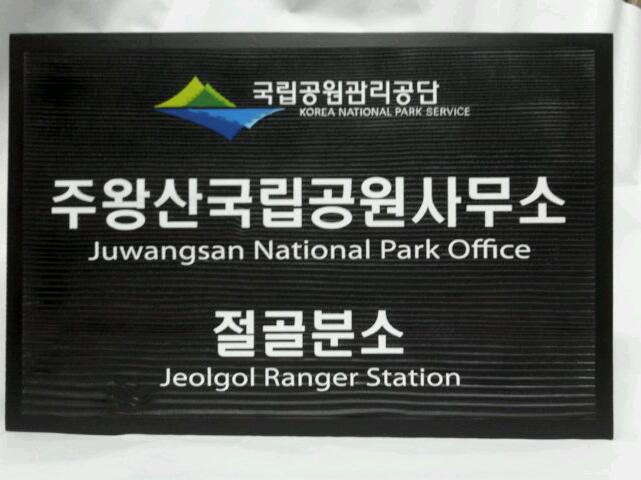 국립공원관리공단
KOREA NATIONAL PARK SERVICE
주왕산국립공원사무소
Juwangsan National Park Office
절골분소
Jeolgol Ranger Station